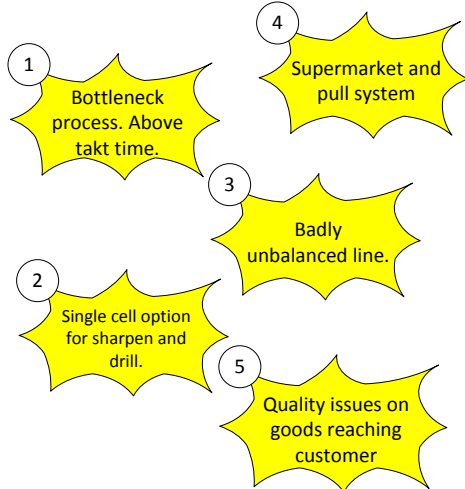 1
Bottleneck
process. Above
takt time.
4
Supermarket and
pull system
3
Badly
unbalanced line.
2
Single cell option
for sharpen and
drill.
5
Quality issues on
goods reaching
customer